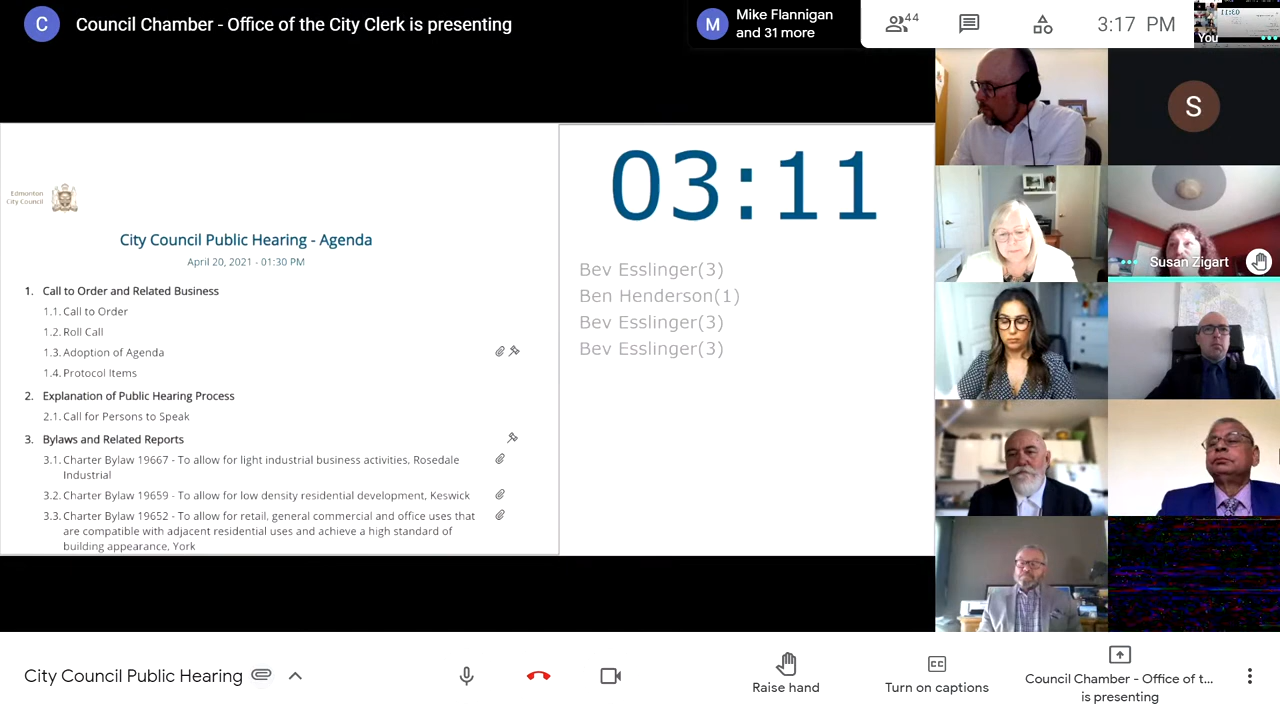 C
Council Chamber - Office of the City Clerk is presenting
M
Mike Flannigan
and 31 more
44
3:17 PM
You
S
Susan Zigart
Edmonton
City Council
City Council Public Hearing - Agenda
April 20, 2021 - 01:30 PM
1. Call to Order and Related Business
1.1. Call to Order
1.2. Roll Call
1.3. Adoption of Agenda
1.4. Protocol Items
2. Explanation of Public Hearing Process
2.1. Call for Persons to Speak
3. Bylaws and Related Reports
3.1. Charter Bylaw 19667 - To allow for light industrial business activities, Rosedale
Industrial
3.2. Charter Bylaw 19659 - To allow for low density residential development, Keswick
3.3. Charter Bylaw 19652 - To allow for retail, general commercial and office uses that
are compatible with adjacent residential uses and achieve a high standard of
building appearance, York
03:11
Bev Esslinger(3)
Ben Henderson(1)
Bev Esslinger(3)
Bev Esslinger(3)
City Council Public Hearing
Raise hand
CC
Turn on captions
Council Chamber - Office of t...
is presenting